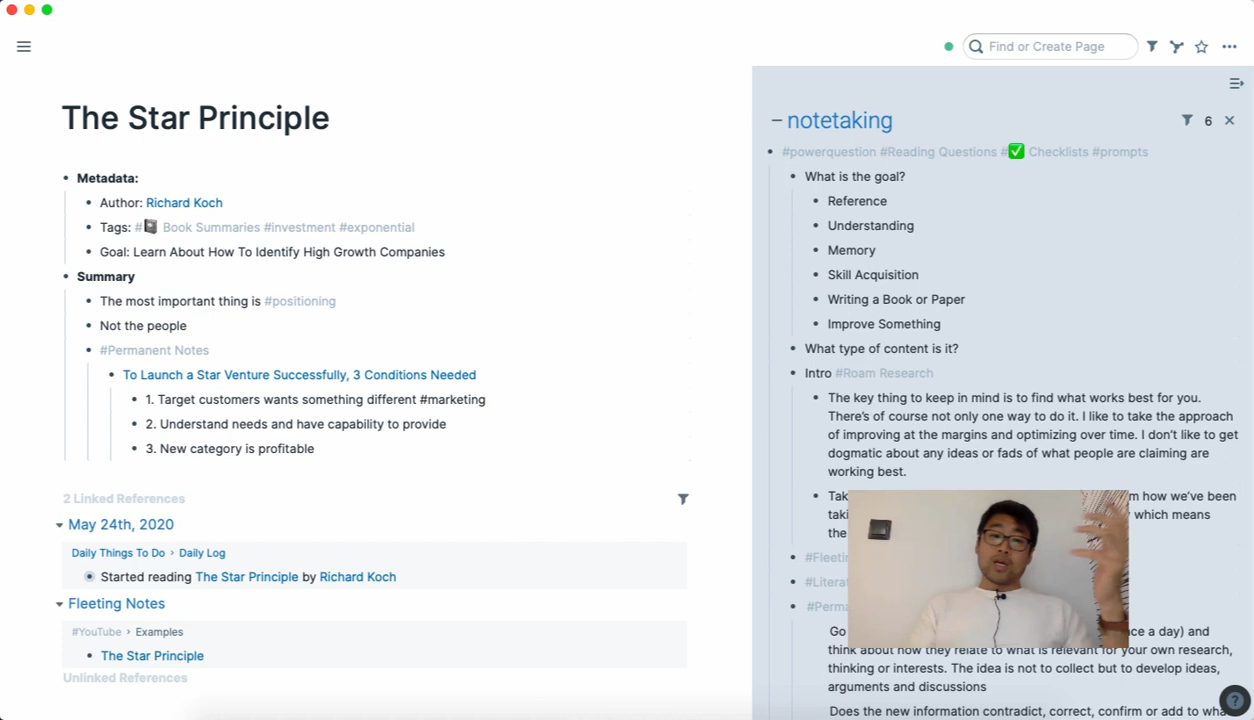 Find or Create Page
The Star Principle
Metadata:
Author: Richard Koch
Tags: #📓 Book Summaries #investment #exponential
Goal: Learn About How To Identify High Growth Companies
Summary
The most important thing is #positioning
Not the people
#Permanent Notes
To Launch a Star Venture Successfully, 3 Conditions Needed
1. Target customers wants something different #marketing
2. Understand needs and have capability to provide
3. New category is profitable
2 Linked References
May 24th, 2020
Daily Things To Do › Daily Log
Started reading The Star Principle by Richard Koch
Fleeting Notes
#YouTube › Examples
The Star Principle
Unlinked References
notetaking
6
#powerquestion #Reading Questions #✅ Checklists #prompts
What is the goal?
Reference
Understanding
Memory
Skill Acquisition
Writing a Book or Paper
Improve Something
What type of content is it?
Intro #Roam Research
The key thing to keep in mind is to find what works best for you.
There's of course not only one way to do it. I like to take the approach
of improving at the margins and optimizing over time. I don't like to get
dogmatic about any ideas or fads of what people are claiming are
working best.
how we've been
which means
the
Go
a day) and
think about how they relate to what is relevant for your own research,
thinking or interests. The idea is not to collect but to develop ideas,
arguments and discussions
Does the new information contradict, correct, confirm or add to what
?